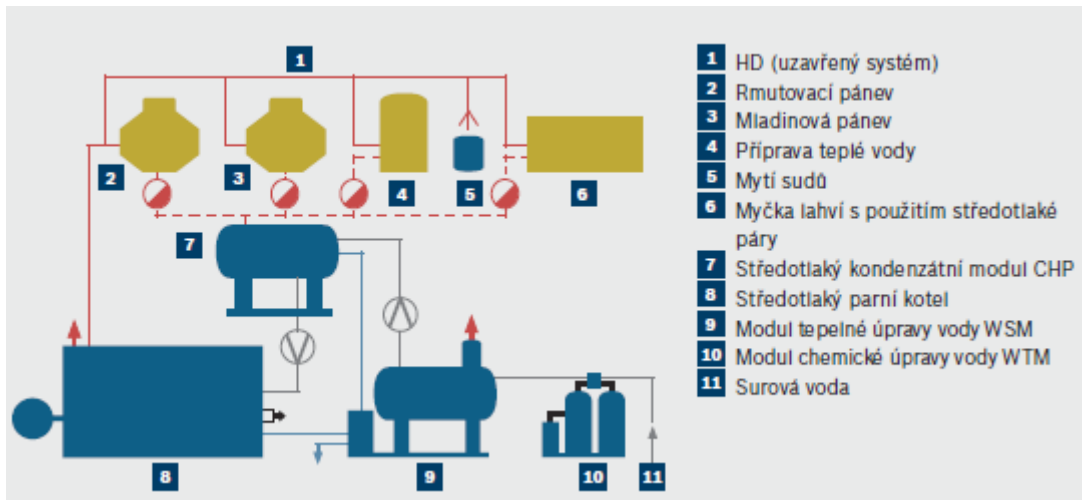 1
2
3
4
5
6
7
8
9
10
11
1 HD (uzavřený systém)
2 Rmutovací pánev
3 Mladinová pánev
4 Příprava teplé vody
5 Mytí sudů
6 Myčka lahví s použitím středotlaké
páry
7 Středotlaký kondenzátní modul CHP
8 Středotlaký parní kotel
9 Modul tepelné úpravy vody WSM
10 Modul chemické úpravy vody WTM
11 Surová voda